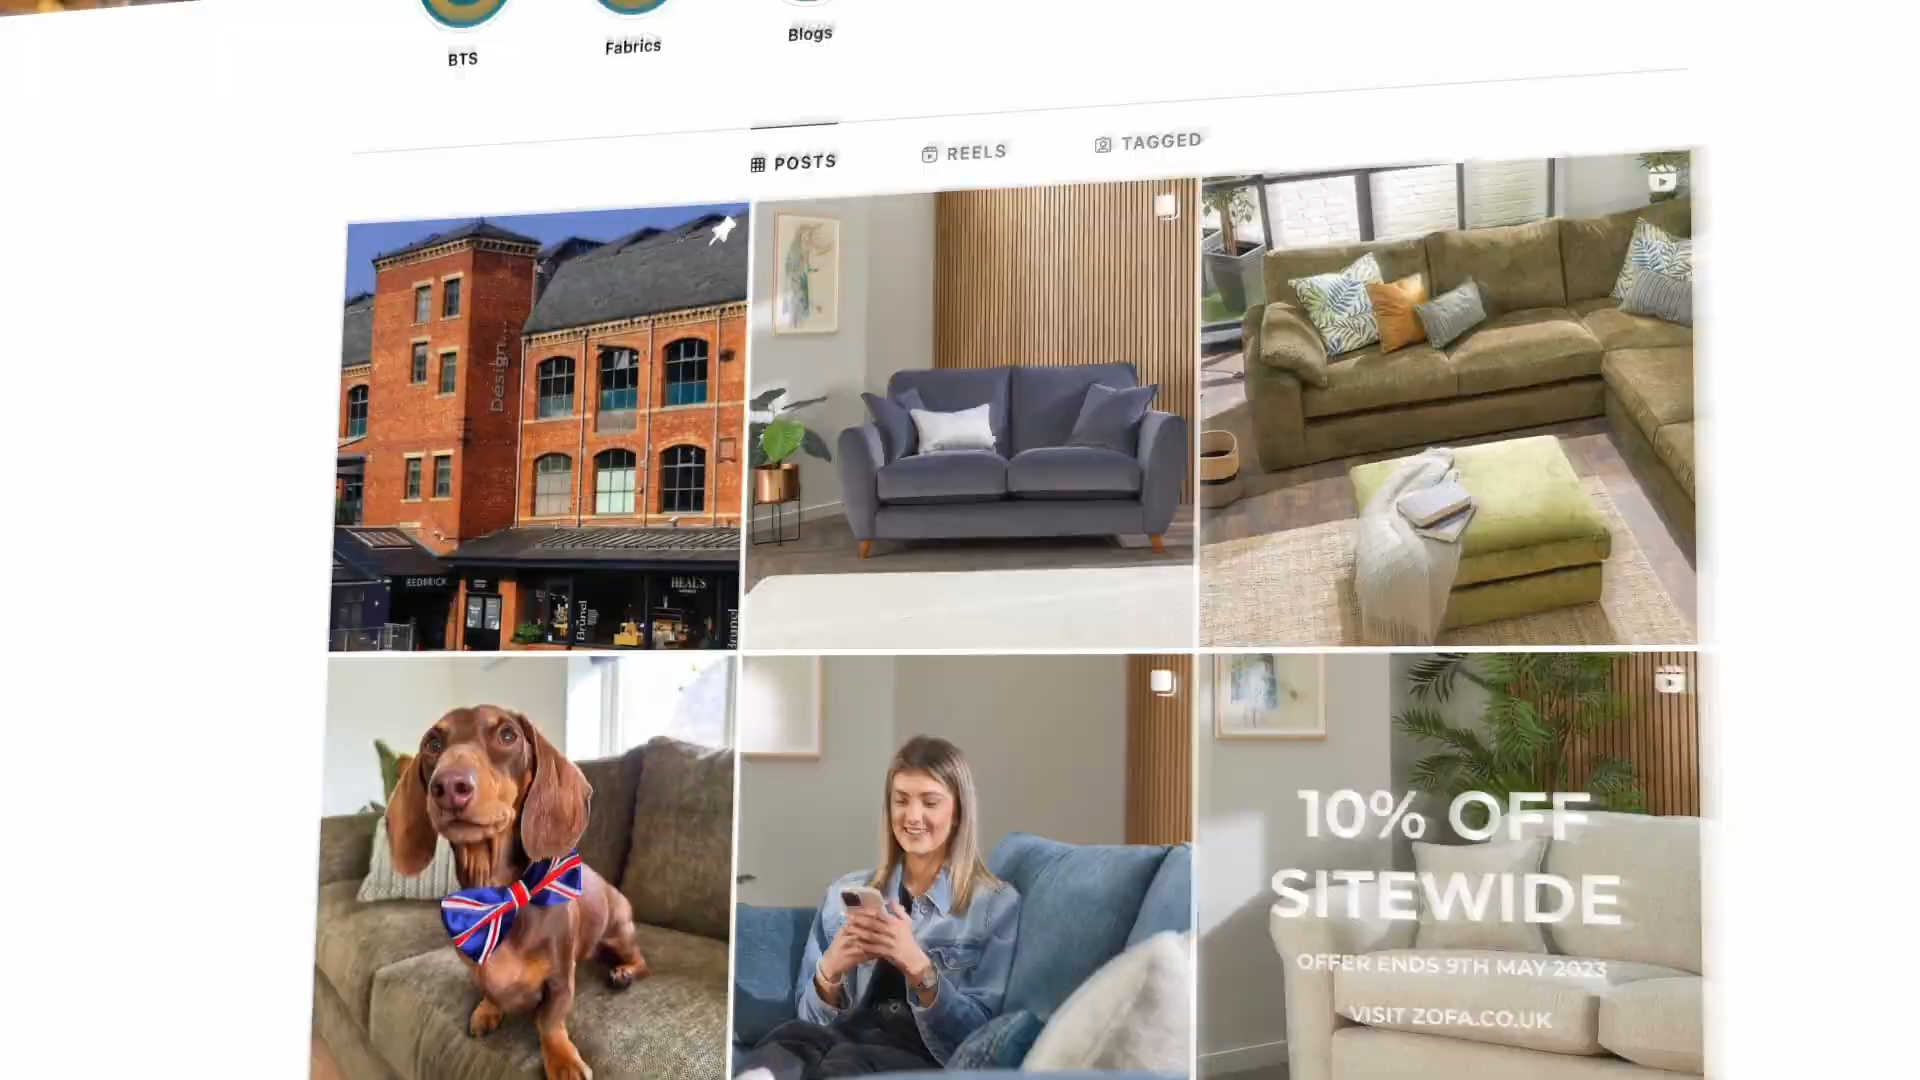 BTS
Fabrics
Blogs
POSTS
REELS
TAGGED
Design
REDBRICK
HEAL'S
Brunel
Brunel
10% OFF
SITEWIDE
OFFER ENDS 9TH MAY 2023
VISIT ZOFA.CO.UK